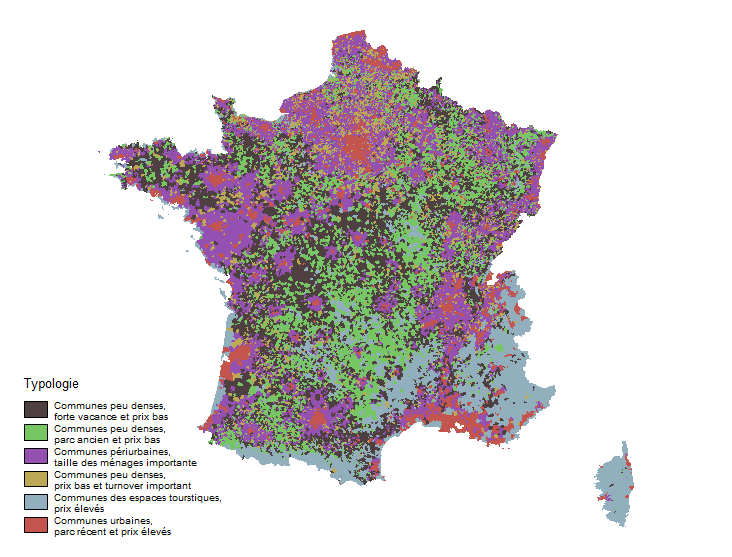 Typologie
Communes peu denses,
forte vacance et prix bas
Communes peu denses,
parc ancien et prix bas
Communes périurbaines,
taille des ménages importante
Communes peu denses,
prix bas et turnover important
Communes des espaces tourstiques,
prix élevés
Communes urbaines,
parc récent et prix élevés